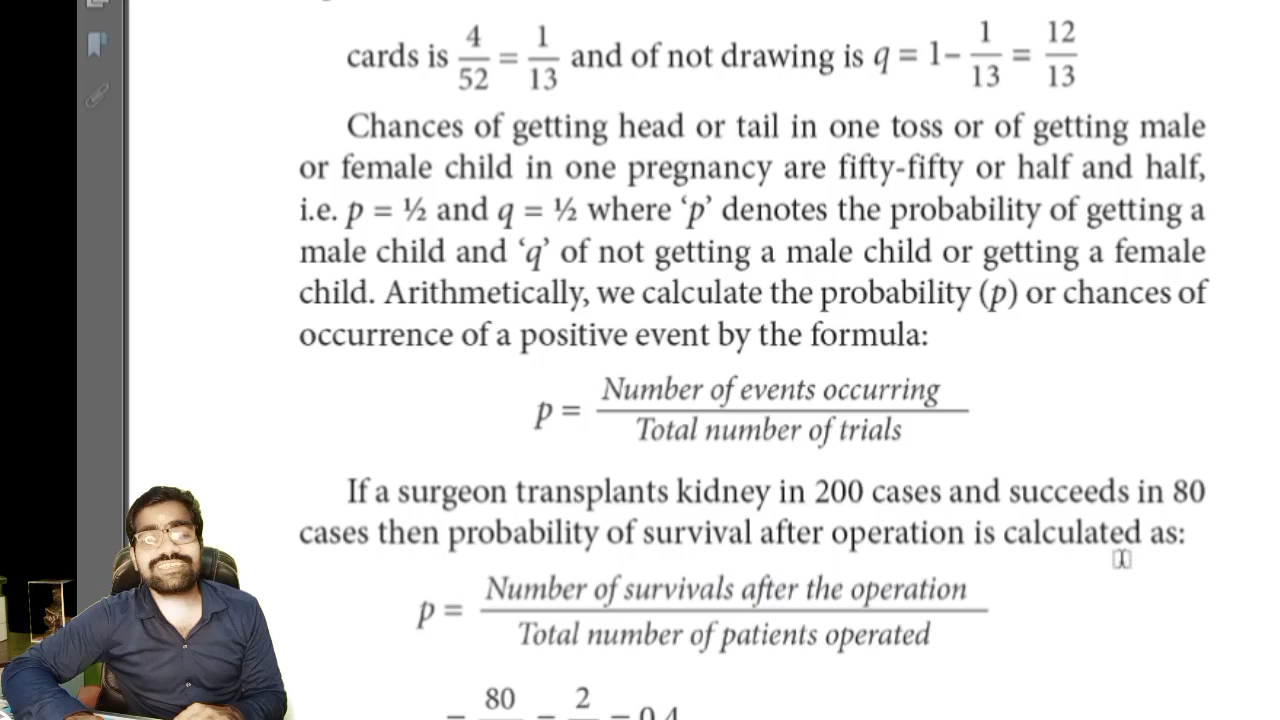 cards is 4/52 = 1/13 and of not drawing is q = 1– 1/13 = 12/13
Chances of getting head or tail in one toss or of getting male
or female child in one pregnancy are fifty-fifty or half and half,
i.e. p = ½ and q = ½ where ‘p’ denotes the probability of getting a
male child and ‘q’ of not getting a male child or getting a female
child. Arithmetically, we calculate the probability (p) or chances of
occurrence of a positive event by the formula:
p = Number of events occurring / Total number of trials
If a surgeon transplants kidney in 200 cases and succeeds in 80
cases then probability of survival after operation is calculated as:
p = Number of survivals after the operation / Total number of patients operated
= 80 = 2 = 0.4